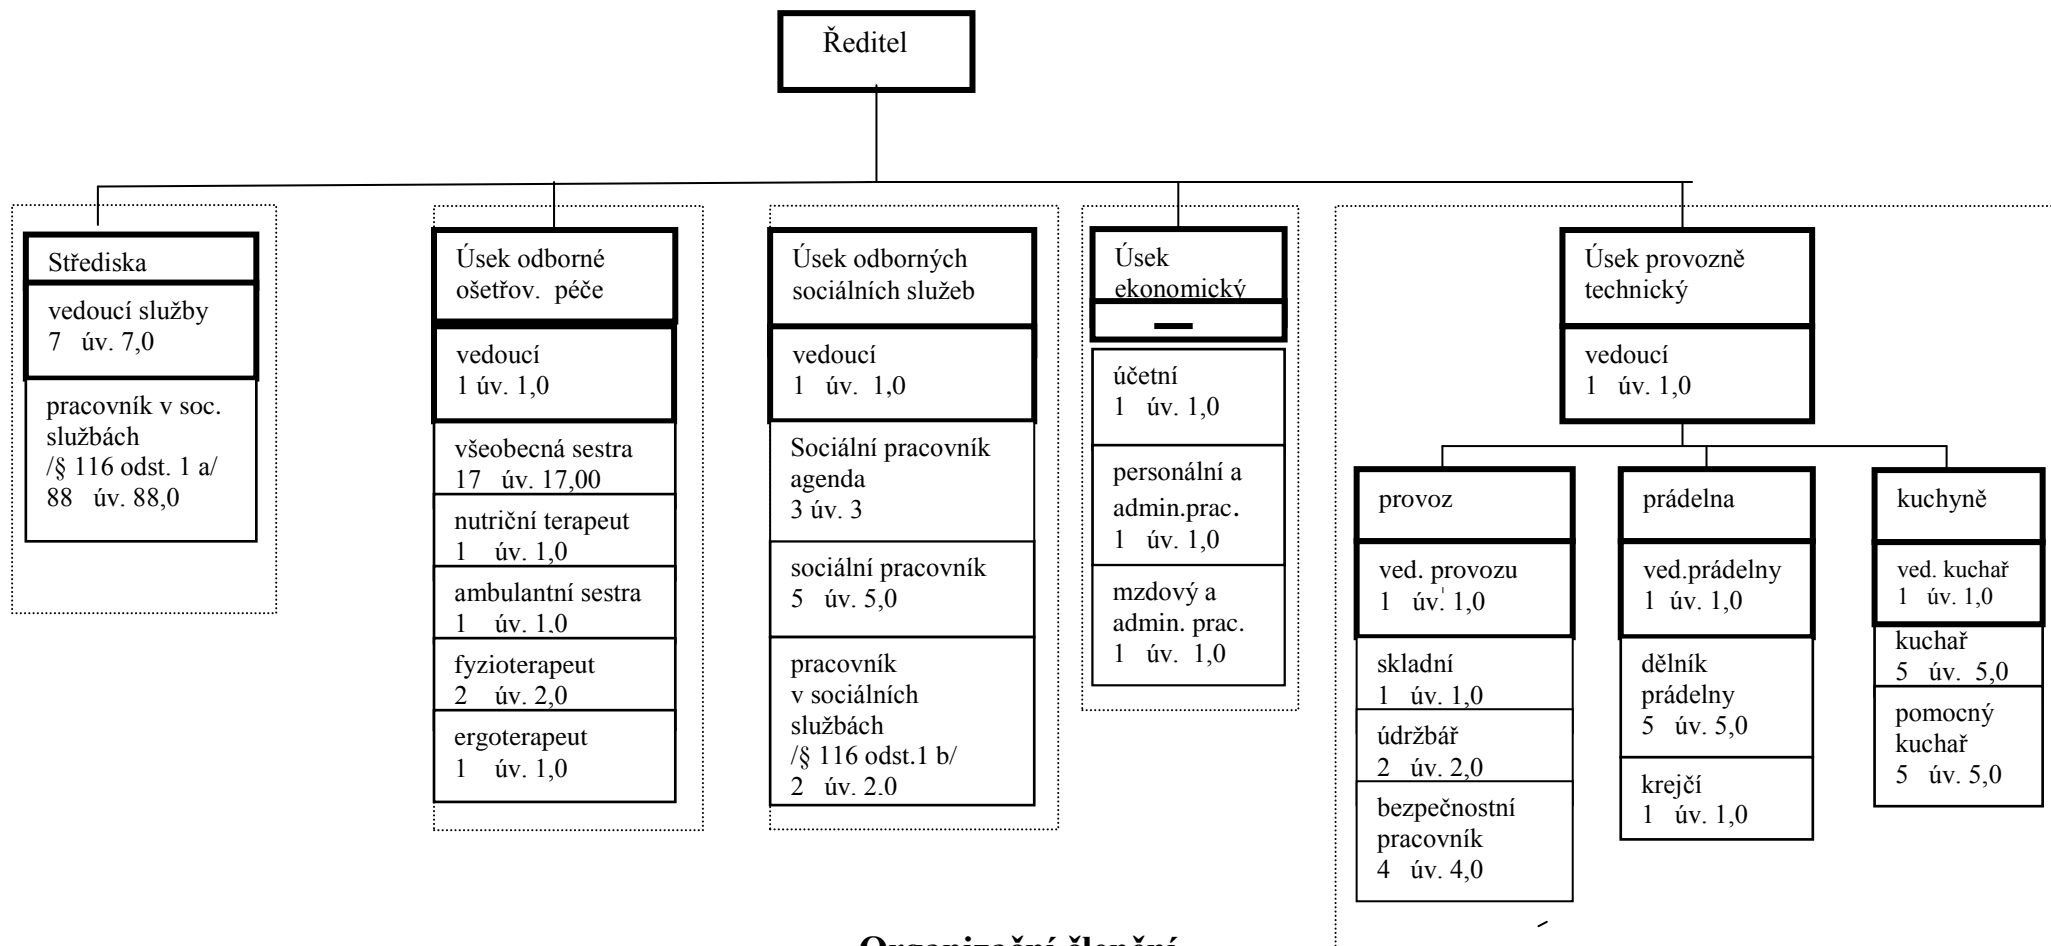 Ředitel
Střediska
vedoucí služby
7 úv. 7,0
pracovník v soc.
službách
/§ 116 odst. 1 a/
88 úv. 88,0
Úsek odborné
ošetřov. péče
vedoucí
1 úv. 1,0
všeobecná sestra
17 úv. 17,00
nutriční terapeut
1 úv. 1,0
ambulantní sestra
1 úv. 1,0
fyzioterapeut
2 úv. 2,0
ergoterapeut
1 úv. 1,0
Úsek odborných
sociálních služeb
vedoucí
1 úv. 1,0
Sociální pracovník
agenda
3 úv. 3
sociální pracovník
5 úv. 5,0
pracovník
v sociálních
službách
/§ 116 odst.1 b/
2 úv. 2,0
Úsek
ekonomický
účetní
1 úv. 1,0
personální a
admin.prac.
1 úv. 1,0
mzdový a
admin. prac.
1 úv. 1,0
Úsek provozně
technický
vedoucí
1 úv. 1,0
provoz
ved. provozu
1 úv. 1,0
skladní
1 úv. 1,0
údržbář
2 úv. 2,0
bezpečnostní
pracovník
4 úv. 4,0
prádelna
ved.prádelny
1 úv. 1,0
dělník
prádelny
5 úv. 5,0
krejčí
1 úv. 1,0
kuchyně
ved. kuchař
1 úv. 1,0
kuchař
5 úv. 5,0
pomocný
kuchař
5 úv. 5,0
Organizační členění